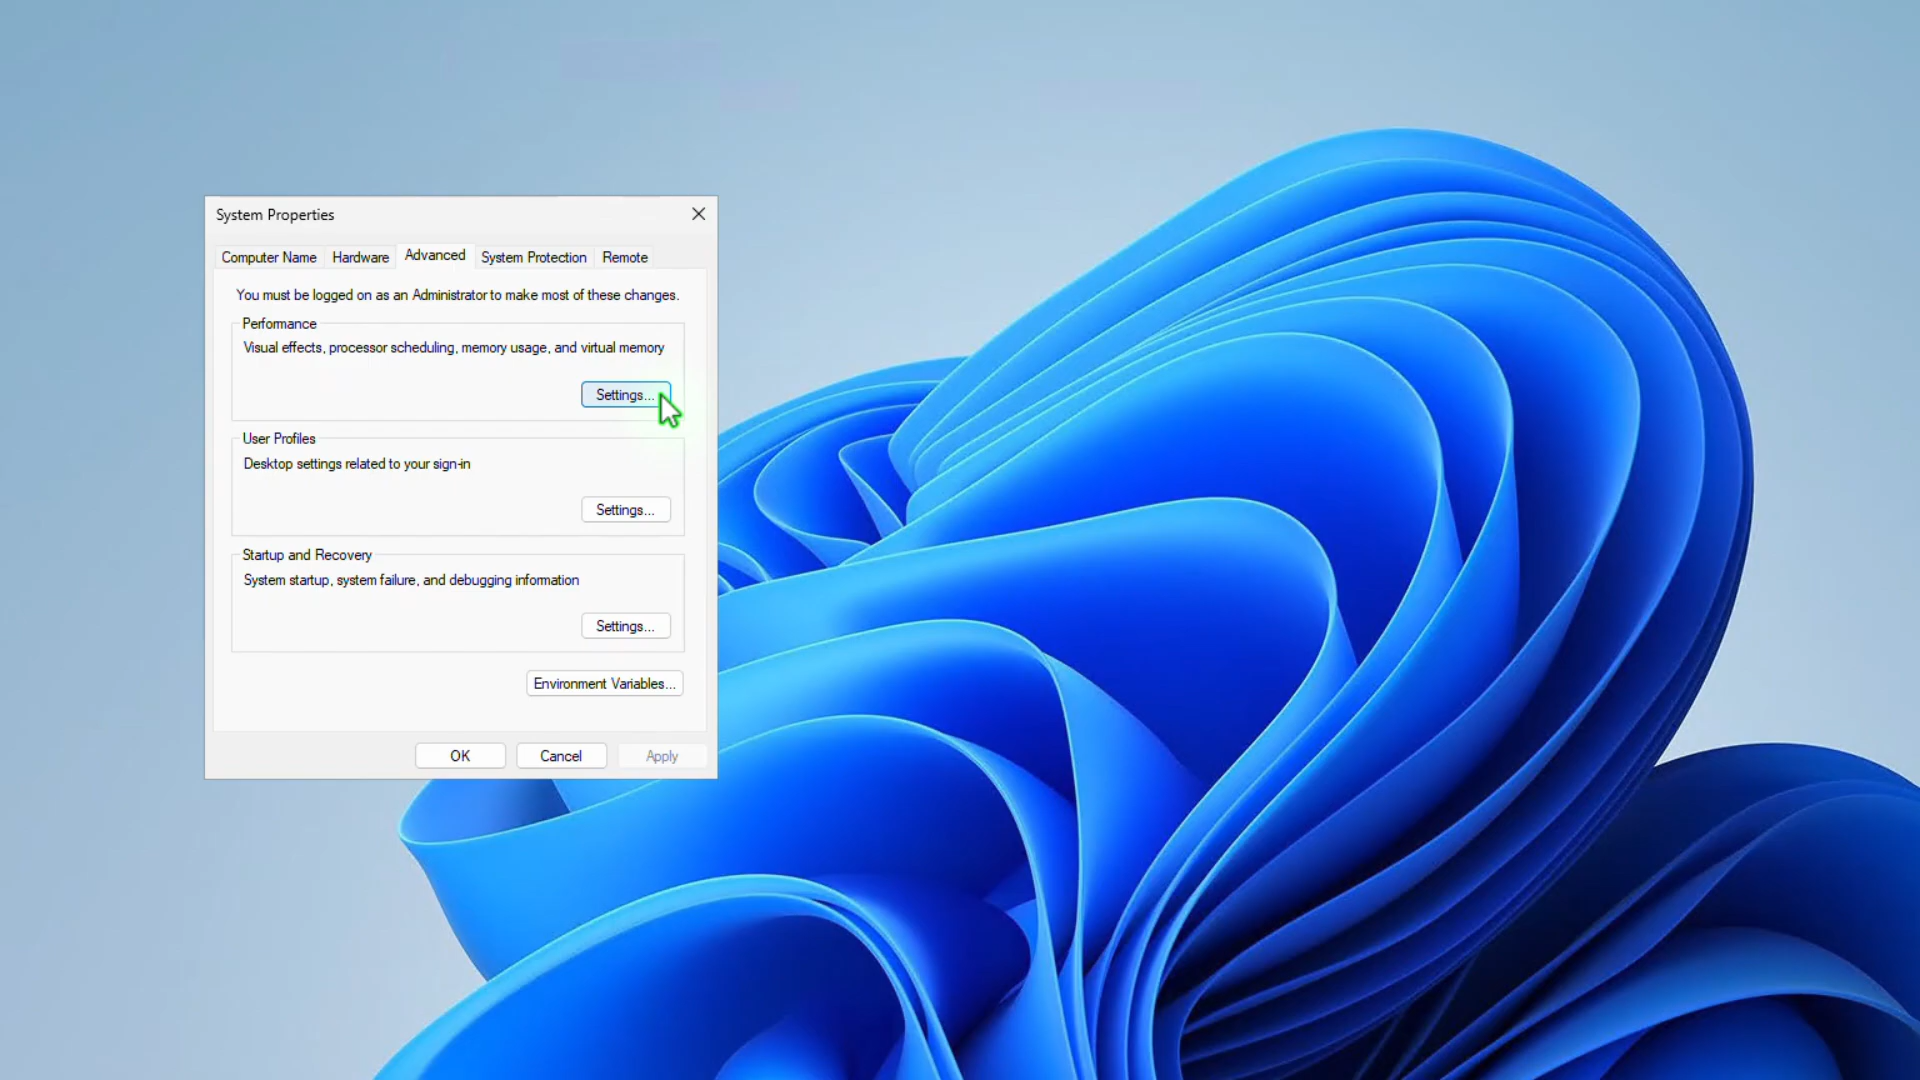 System Properties
Computer Name Hardware Advanced System Protection Remote
You must be logged on as an Administrator to make most of these changes.
Performance
Visual effects, processor scheduling, memory usage, and virtual memory
Settings...
User Profiles
Desktop settings related to your sign-in
Settings...
Startup and Recovery
System startup, system failure, and debugging information
Settings...
Environment Variables...
OK Cancel Apply